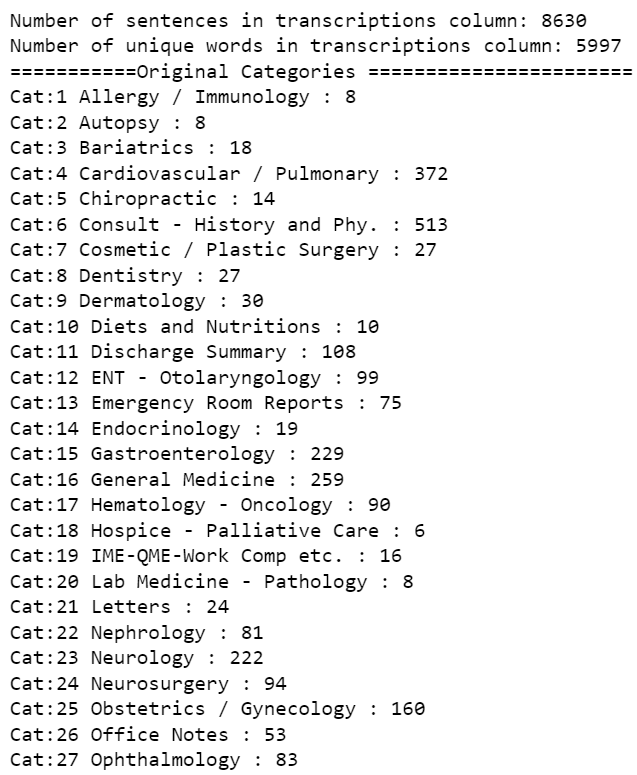 Number of sentences in transcriptions column: 8630
Number of unique words in transcriptions column: 5997
===========Original Categories =======================
Cat:1 Allergy / Immunology : 8
Cat:2 Autopsy : 8
Cat:3 Bariatrics : 18
Cat:4 Cardiovascular / Pulmonary : 372
Cat:5 Chiropractic : 14
Cat:6 Consult - History and Phy. : 513
Cat:7 Cosmetic / Plastic Surgery : 27
Cat:8 Dentistry : 27
Cat:9 Dermatology : 30
Cat:10 Diets and Nutritions : 10
Cat:11 Discharge Summary : 108
Cat:12 ENT - Otolaryngology : 99
Cat:13 Emergency Room Reports : 75
Cat:14 Endocrinology : 19
Cat:15 Gastroenterology : 229
Cat:16 General Medicine : 259
Cat:17 Hematology - Oncology : 90
Cat:18 Hospice - Palliative Care : 6
Cat:19 IME-QME-Work Comp etc. : 16
Cat:20 Lab Medicine - Pathology : 8
Cat:21 Letters : 24
Cat:22 Nephrology : 81
Cat:23 Neurology : 222
Cat:24 Neurosurgery : 94
Cat:25 Obstetrics / Gynecology : 160
Cat:26 Office Notes : 53
Cat:27 Ophthalmology : 83